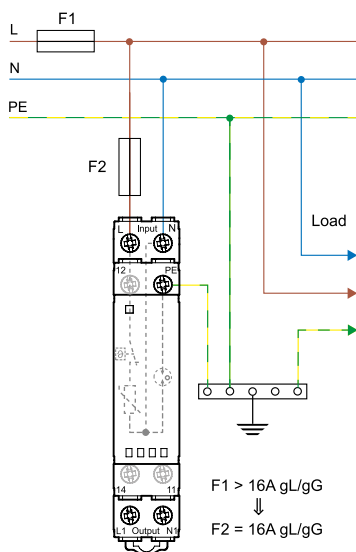 F1
L
N
PE
F2
Load
L Input N
12 PE
14 11
L1 Output N1
F1 > 16A gL/gG
⇓
F2 = 16A gL/gG